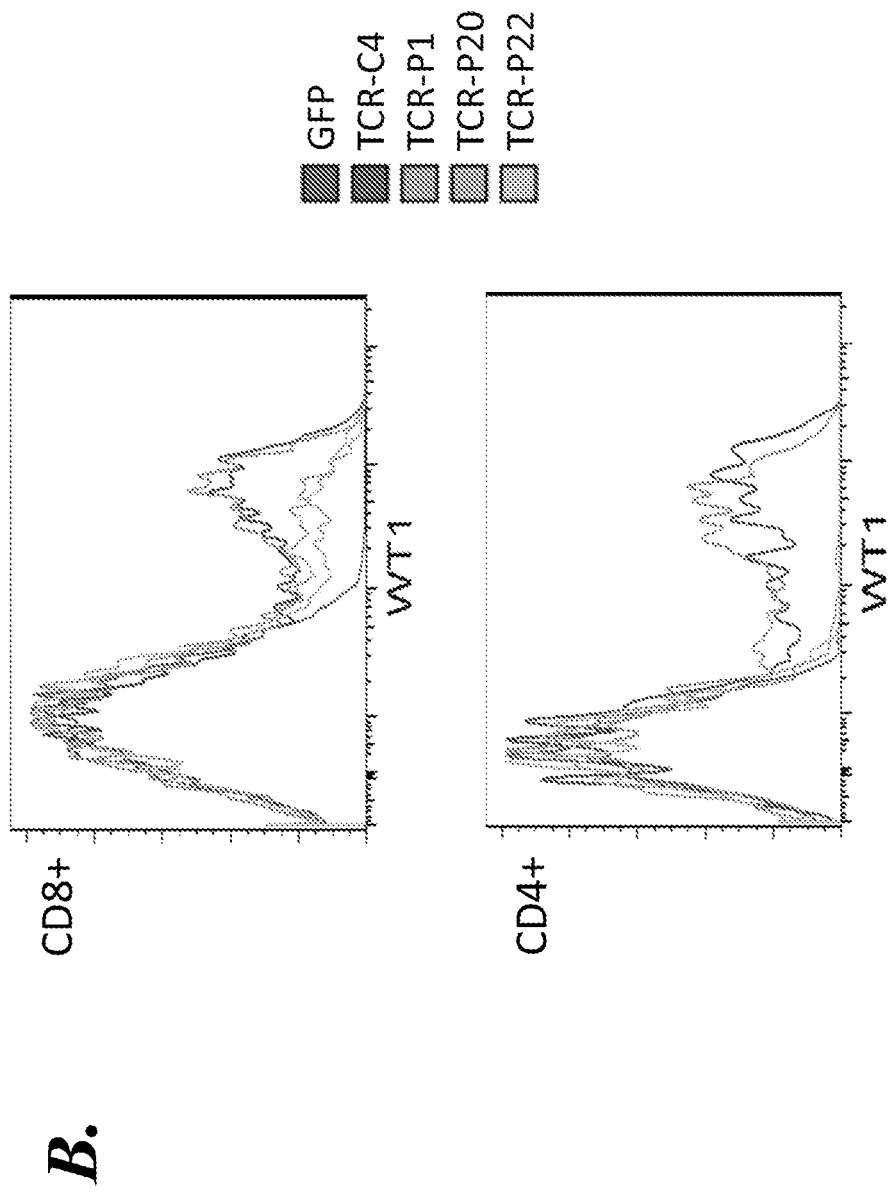 B.
CD8+
WT1
CD4+
WT1
GFP
TCR-C4
TCR-P1
TCR-P20
TCR-P22